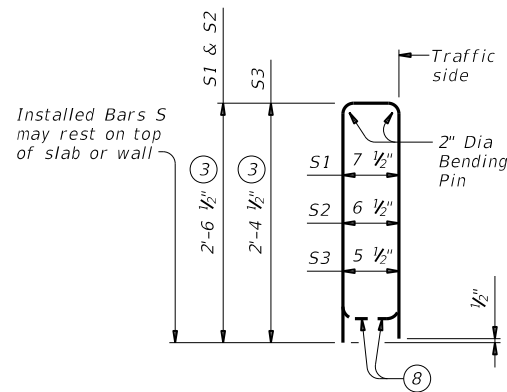 S1 & S2
S3
Traffic
side
Installed Bars S
may rest on top
of slab or wall
2'-6 ½" 3
2'-4 ½" 3
2" Dia
Bending
Pin
S1 7 ½"
S2 6 ½"
S3 5 ½"
½"
8